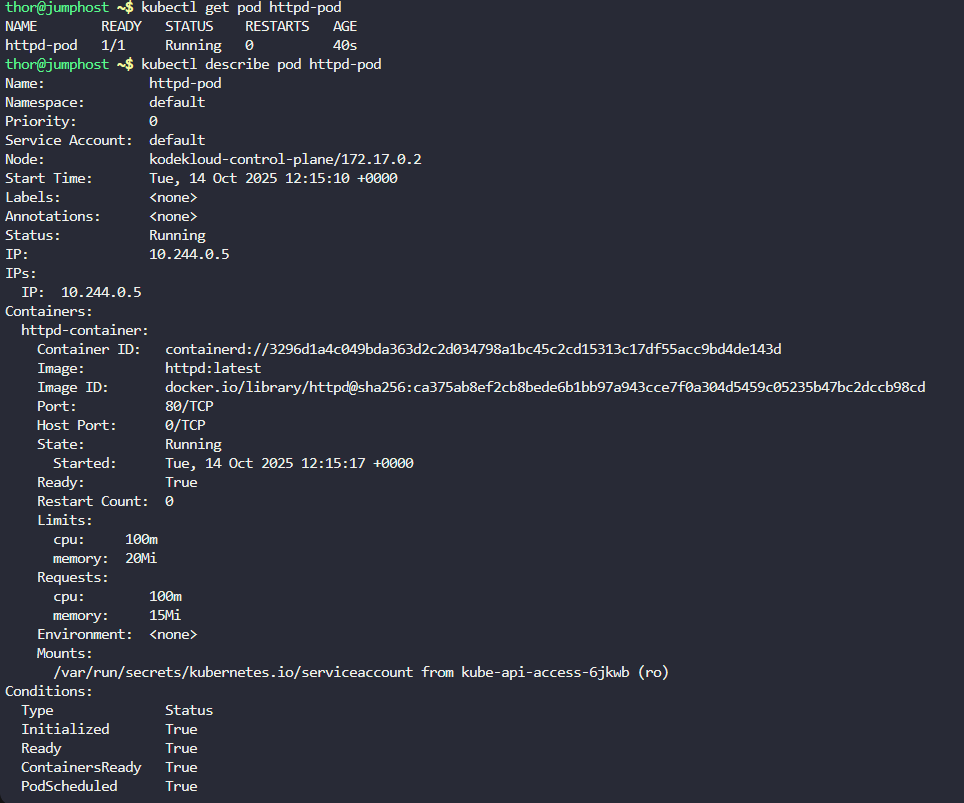 thor@jumphost ~$ kubectl get pod httpd-pod
NAME        READY   STATUS    RESTARTS   AGE
httpd-pod   1/1     Running   0          40s
thor@jumphost ~$ kubectl describe pod httpd-pod
Name:             httpd-pod
Namespace:        default
Priority:         0
Service Account:  default
Node:             kodekloud-control-plane/172.17.0.2
Start Time:       Tue, 14 Oct 2025 12:15:10 +0000
Labels:           <none>
Annotations:      <none>
Status:           Running
IP:               10.244.0.5
IPs:
  IP:  10.244.0.5
Containers:
  httpd-container:
    Container ID:   containerd://3296d1a4c049bda363d2c2d034798a1bc45c2cd15313c17df55acc9bd4de143d
    Image:          httpd:latest
    Image ID:       docker.io/library/httpd@sha256:ca375ab8ef2cb8bede6b1bb97a943cce7f0a304d5459c05235b47bc2dccb98cd
    Port:           80/TCP
    Host Port:      0/TCP
    State:          Running
      Started:      Tue, 14 Oct 2025 12:15:17 +0000
    Ready:          True
    Restart Count:  0
    Limits:
      cpu:     100m
      memory:  20Mi
    Requests:
      cpu:        100m
      memory:     15Mi
    Environment:  <none>
    Mounts:
      /var/run/secrets/kubernetes.io/serviceaccount from kube-api-access-6jkwb (ro)
Conditions:
  Type              Status
  Initialized       True
  Ready             True
  ContainersReady   True
  PodScheduled      True